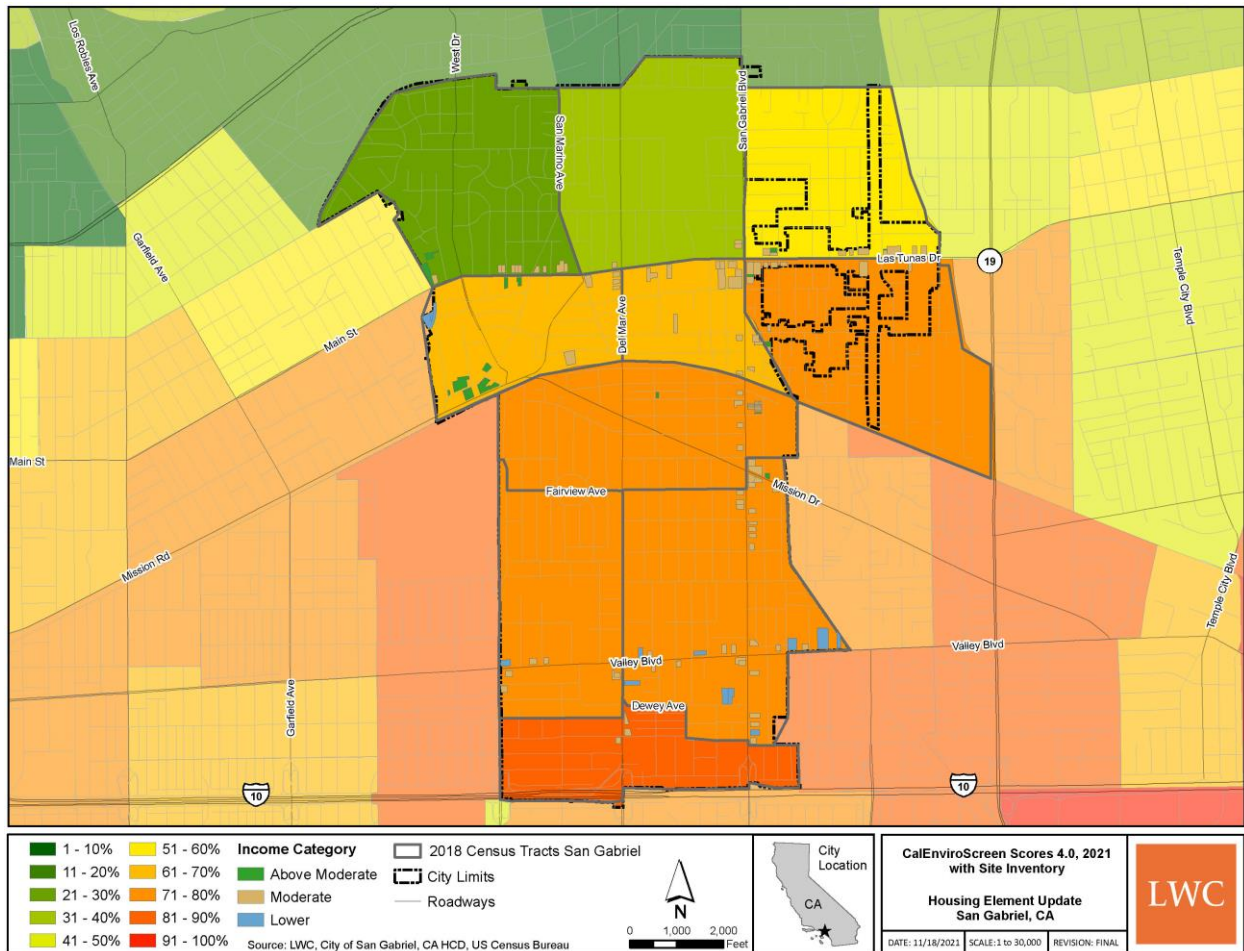 Los Robles Ave
West Dr
San Marino Ave
San Gabriel Blvd
Garfield Ave
Las Tunas Dr
19
Temple City Blvd
Main St
Del Mar Ave
Main St
Fairview Ave
Mission Dr
Mission Rd
Temple City Blvd
Valley Blvd
Valley Blvd
Dewey Ave
Garfield Ave
10
10
1 - 10%
11 - 20%
21 - 30%
31 - 40%
41 - 50%
51 - 60%
61 - 70%
71 - 80%
81 - 90%
91 - 100%
Income Category
Above Moderate
Moderate
Lower
2018 Census Tracts San Gabriel
City Limits
Roadways
Source: LWC, City of San Gabriel, CA HCD, US Census Bureau
N
0 1,000 2,000
Feet
City
Location
CA
CalEnviroScreen Scores 4.0, 2021
with Site Inventory
Housing Element Update
San Gabriel, CA
DATE: 11/18/2021 SCALE:1 to 30,000 REVISION: FINAL
LWC